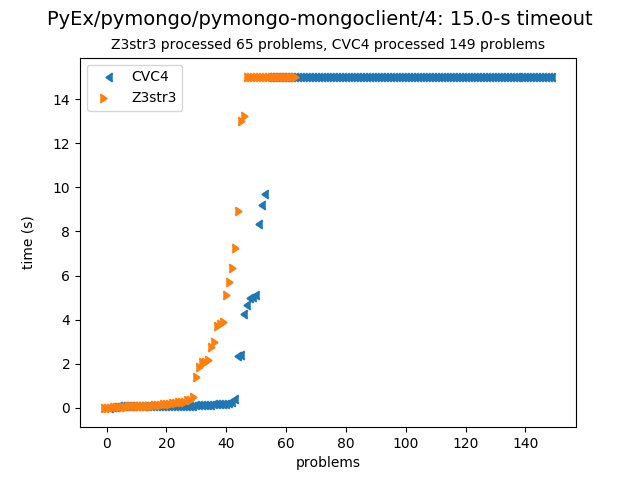 PyEx/pymongo/pymongo-mongoclient/4: 15.0-s timeout
Z3str3 processed 65 problems, CVC4 processed 149 problems
CVC4
Z3str3
14
12
10
8
6
4
2
0
time (s)
0 20 40 60 80 100 120 140
problems